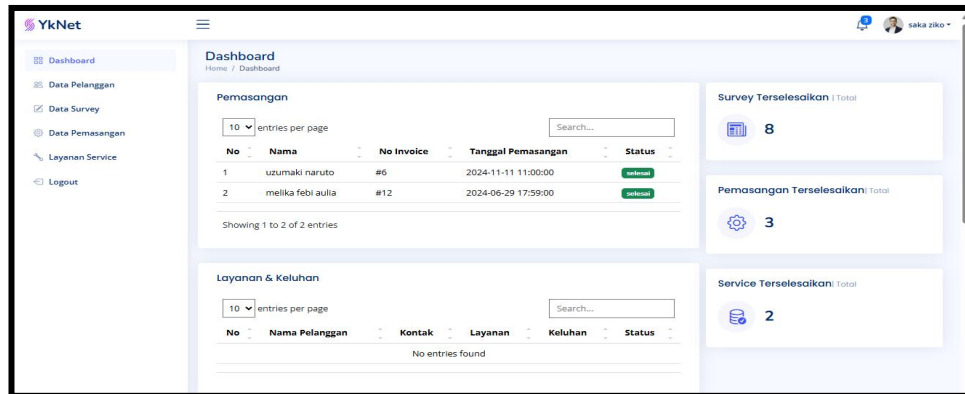 YkNet
3
saka ziko
Dashboard
Data Pelanggan
Data Survey
Data Pemasangan
Layanan Service
Logout
Dashboard
Home / Dashboard
Pemasangan
10 entries per page
Search...
No Nama No Invoice Tanggal Pemasangan Status
1 uzumaki naruto #6 2024-11-11 11:00:00 selesai
2 melika febi aulia #12 2024-06-29 17:59:00 selesai
Showing 1 to 2 of 2 entries
Layanan & Keluhan
10 entries per page
Search...
No Nama Pelanggan Kontak Layanan Keluhan Status
No entries found
Survey Terselesaikan | Total
8
Pemasangan Terselesaikan| Total
3
Service Terselesaikan| Total
2